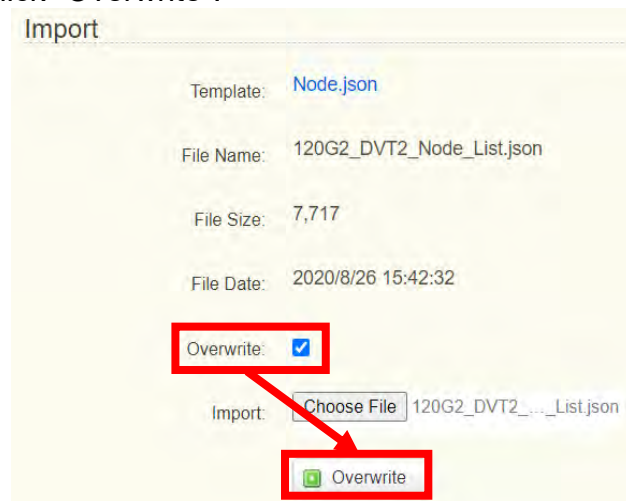 Import
Template: Node.json
File Name: 120G2_DVT2_Node_List.json
File Size: 7,717
File Date: 2020/8/26 15:42:32
Overwrite:
Import: Choose File 120G2_DVT2_..._List.json
Overwrite